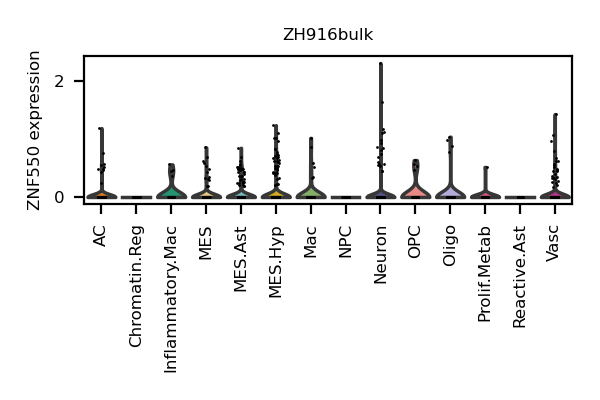 ZH916bulk
ZNF550 expression
2
0
AC
Chromatin.Reg
Inflammatory.Mac
MES
MES.Ast
MES.Hyp
Mac
NPC
Neuron
OPC
Oligo
Prolif.Metab
Reactive.Ast
Vasc